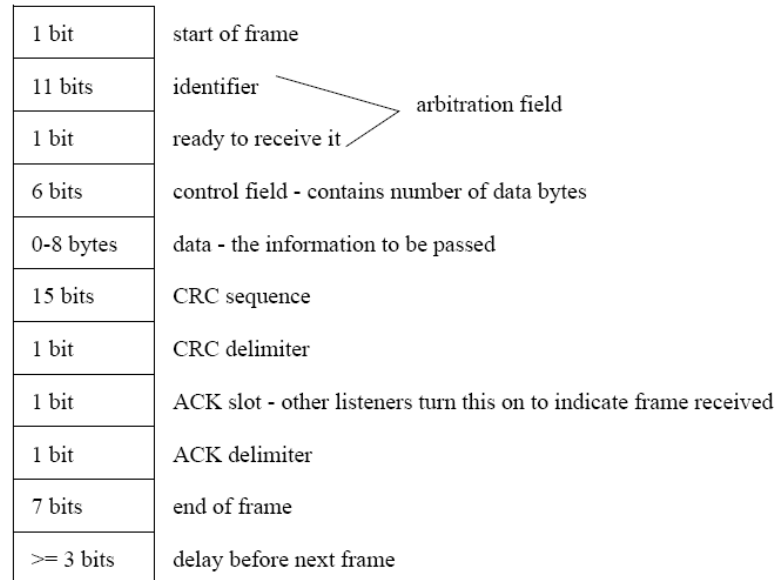 1 bit start of frame
11 bits identifier
arbitration field
1 bit ready to receive it
6 bits control field - contains number of data bytes
0-8 bytes data - the information to be passed
15 bits CRC sequence
1 bit CRC delimiter
1 bit ACK slot - other listeners turn this on to indicate frame received
1 bit ACK delimiter
7 bits end of frame
>= 3 bits delay before next frame